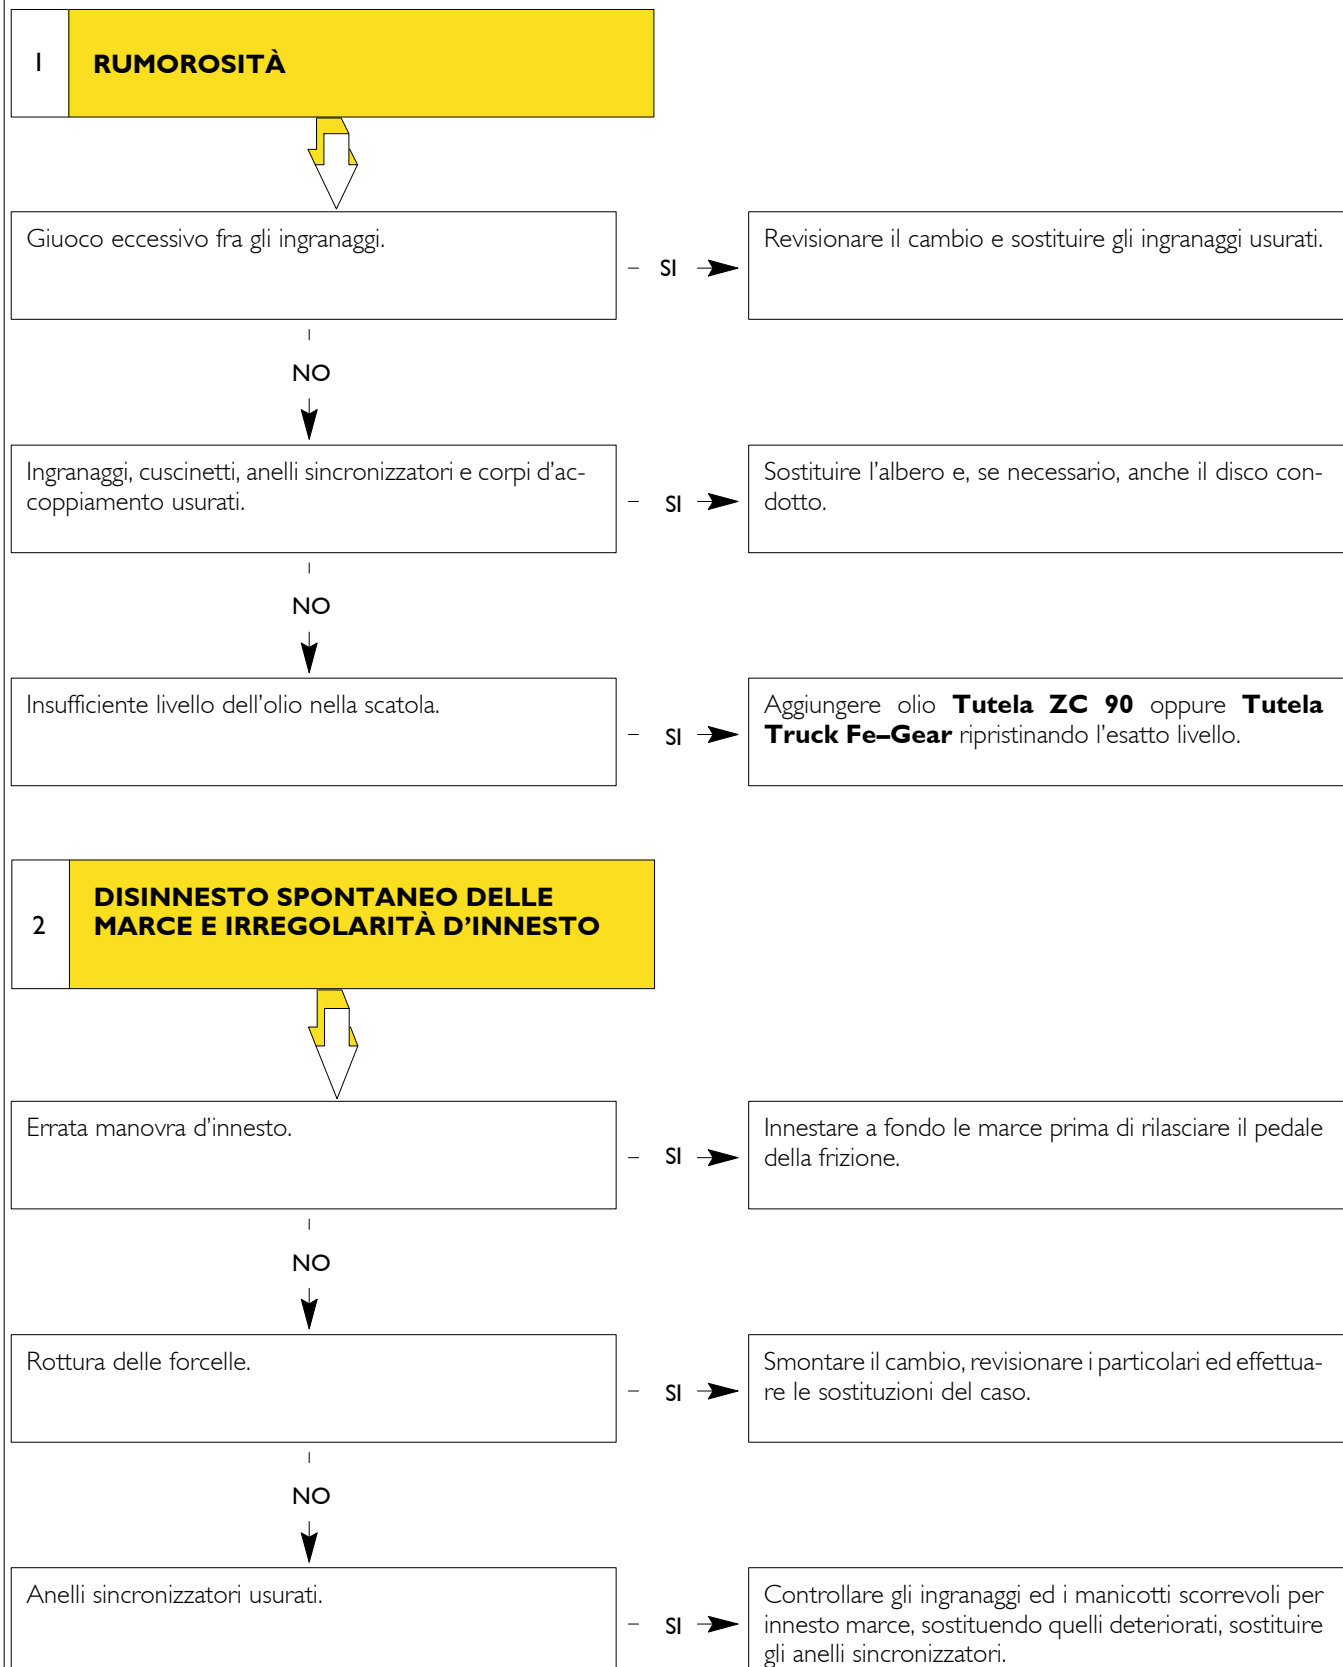 1
RUMOROSITÀ
Giuoco eccessivo fra gli ingranaggi.
SI
Revisionare il cambio e sostituire gli ingranaggi usurati.
NO
Ingranaggi, cuscinetti, anelli sincronizzatori e corpi d’ac-
coppiamento usurati.
SI
Sostituire l’albero e, se necessario, anche il disco con-
dotto.
NO
Insufficiente livello dell’olio nella scatola.
SI
Aggiungere olio Tutela ZC 90 oppure Tutela
Truck Fe–Gear ripristinando l’esatto livello.
2
DISINNESTO SPONTANEO DELLE
MARCE E IRREGOLARITÀ D’INNESTO
Errata manovra d’innesto.
SI
Innestare a fondo le marce prima di rilasciare il pedale
della frizione.
NO
Rottura delle forcelle.
SI
Smontare il cambio, revisionare i particolari ed effettua-
re le sostituzioni del caso.
NO
Anelli sincronizzatori usurati.
SI
Controllare gli ingranaggi ed i manicotti scorrevoli per
innesto marce, sostituendo quelli deteriorati, sostituire
gli anelli sincronizzatori.